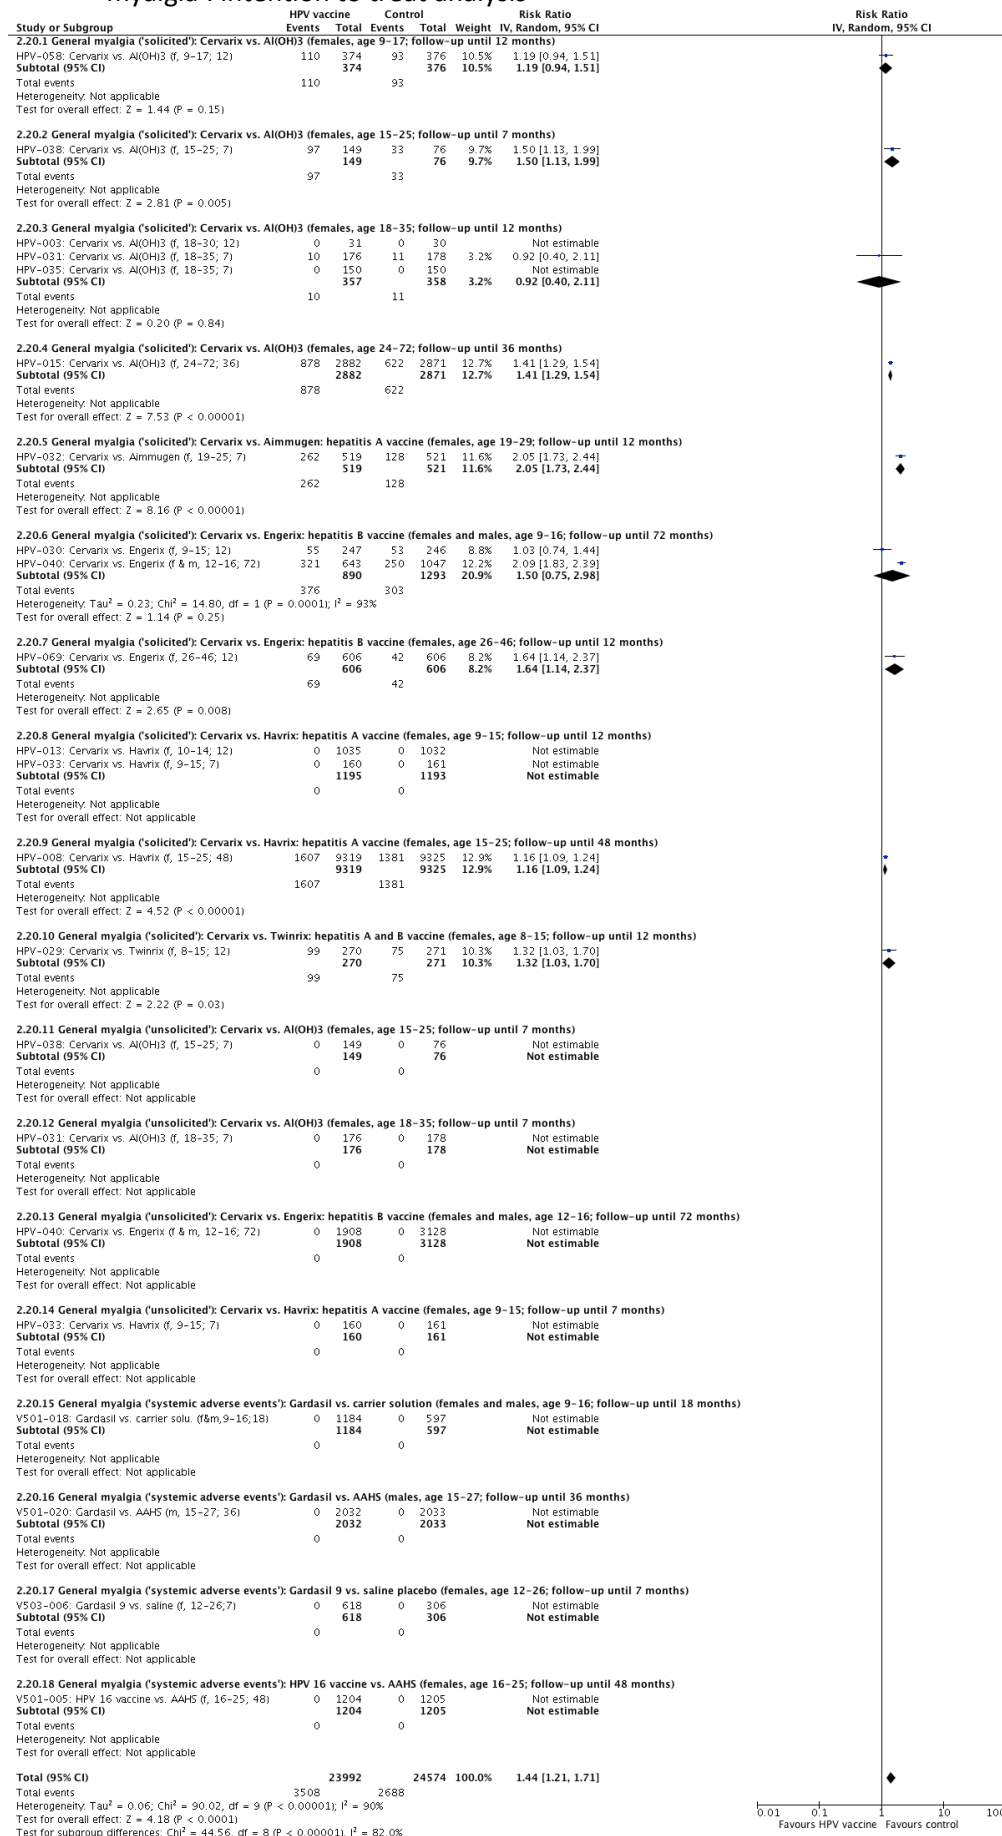 myalgia : intention to treat analysis
HPV vaccine Control Risk Ratio Risk Ratio
Study or Subgroup Events Total Events Total Weight IV, Random, 95% CI IV, Random, 95% CI
2.20.1 General myalgia ('solicited'): Cervarix vs. Al(OH)3 (females, age 9–17; follow–up until 12 months)
HPV–058: Cervarix vs. Al(OH)3 (f, 9–17; 12) 110 374 93 376 10.5% 1.19 [0.94, 1.51]
Subtotal (95% CI) 374 376 10.5% 1.19 [0.94, 1.51]
Total events 110 93
Heterogeneity: Not applicable
Test for overall effect: Z = 1.44 (P = 0.15)
2.20.2 General myalgia ('solicited'): Cervarix vs. Al(OH)3 (females, age 15–25; follow–up until 7 months)
HPV–038: Cervarix vs. Al(OH)3 (f, 15–25; 7) 97 149 33 76 9.7% 1.50 [1.13, 1.99]
Subtotal (95% CI) 149 76 9.7% 1.50 [1.13, 1.99]
Total events 97 33
Heterogeneity: Not applicable
Test for overall effect: Z = 2.81 (P = 0.005)
2.20.3 General myalgia ('solicited'): Cervarix vs. Al(OH)3 (females, age 18–35; follow–up until 12 months)
HPV–003: Cervarix vs. Al(OH)3 (f, 18–30; 12) 0 31 0 30 Not estimable
HPV–031: Cervarix vs. Al(OH)3 (f, 18–35; 7) 10 176 11 178 3.2% 0.92 [0.40, 2.11]
HPV–035: Cervarix vs. Al(OH)3 (f, 18–35; 7) 0 150 0 150 Not estimable
Subtotal (95% CI) 357 358 3.2% 0.92 [0.40, 2.11]
Total events 10 11
Heterogeneity: Not applicable
Test for overall effect: Z = 0.20 (P = 0.84)
2.20.4 General myalgia ('solicited'): Cervarix vs. Al(OH)3 (females, age 24–72; follow–up until 36 months)
HPV–015: Cervarix vs. Al(OH)3 (f, 24–72; 36) 878 2882 622 2871 12.7% 1.41 [1.29, 1.54]
Subtotal (95% CI) 2882 2871 12.7% 1.41 [1.29, 1.54]
Total events 878 622
Heterogeneity: Not applicable
Test for overall effect: Z = 7.53 (P < 0.00001)
2.20.5 General myalgia ('solicited'): Cervarix vs. Aimmugen: hepatitis A vaccine (females, age 19–29; follow–up until 12 months)
HPV–032: Cervarix vs. Aimmugen (f, 19–25; 7) 262 519 128 521 11.6% 2.05 [1.73, 2.44]
Subtotal (95% CI) 519 521 11.6% 2.05 [1.73, 2.44]
Total events 262 128
Heterogeneity: Not applicable
Test for overall effect: Z = 8.16 (P < 0.00001)
2.20.6 General myalgia ('solicited'): Cervarix vs. Engerix: hepatitis B vaccine (females and males, age 9–16; follow–up until 72 months)
HPV–030: Cervarix vs. Engerix (f, 9–15; 12) 55 247 53 246 8.8% 1.03 [0.74, 1.44]
HPV–040: Cervarix vs. Engerix (f & m, 12–16; 72) 321 643 250 1047 12.2% 2.09 [1.83, 2.39]
Subtotal (95% CI) 890 1293 20.9% 1.50 [0.75, 2.98]
Total events 376 303
Heterogeneity: Tau² = 0.23; Chi² = 14.80, df = 1 (P = 0.0001); I² = 93%
Test for overall effect: Z = 1.14 (P = 0.25)
2.20.7 General myalgia ('solicited'): Cervarix vs. Engerix: hepatitis B vaccine (females, age 26–46; follow–up until 12 months)
HPV–069: Cervarix vs. Engerix (f, 26–46; 12) 69 606 42 606 8.2% 1.64 [1.14, 2.37]
Subtotal (95% CI) 606 606 8.2% 1.64 [1.14, 2.37]
Total events 69 42
Heterogeneity: Not applicable
Test for overall effect: Z = 2.65 (P = 0.008)
2.20.8 General myalgia ('solicited'): Cervarix vs. Havrix: hepatitis A vaccine (females, age 9–15; follow–up until 12 months)
HPV–013: Cervarix vs. Havrix (f, 10–14; 12) 0 1035 0 1032 Not estimable
HPV–033: Cervarix vs. Havrix (f, 9–15; 7) 0 160 0 161 Not estimable
Subtotal (95% CI) 1195 1193 Not estimable
Total events 0 0
Heterogeneity: Not applicable
Test for overall effect: Not applicable
2.20.9 General myalgia ('solicited'): Cervarix vs. Havrix: hepatitis A vaccine (females, age 15–25; follow–up until 48 months)
HPV–008: Cervarix vs. Havrix (f, 15–25; 48) 1607 9319 1381 9325 12.9% 1.16 [1.09, 1.24]
Subtotal (95% CI) 9319 9325 12.9% 1.16 [1.09, 1.24]
Total events 1607 1381
Heterogeneity: Not applicable
Test for overall effect: Z = 4.52 (P < 0.00001)
2.20.10 General myalgia ('solicited'): Cervarix vs. Twinrix: hepatitis A and B vaccine (females, age 8–15; follow–up until 12 months)
HPV–029: Cervarix vs. Twinrix (f, 8–15; 12) 99 270 75 271 10.3% 1.32 [1.03, 1.70]
Subtotal (95% CI) 270 271 10.3% 1.32 [1.03, 1.70]
Total events 99 75
Heterogeneity: Not applicable
Test for overall effect: Z = 2.22 (P = 0.03)
2.20.11 General myalgia ('unsolicited'): Cervarix vs. Al(OH)3 (females, age 15–25; follow–up until 7 months)
HPV–038: Cervarix vs. Al(OH)3 (f, 15–25; 7) 0 149 0 76 Not estimable
Subtotal (95% CI) 149 76 Not estimable
Total events 0 0
Heterogeneity: Not applicable
Test for overall effect: Not applicable
2.20.12 General myalgia ('unsolicited'): Cervarix vs. Al(OH)3 (females, age 18–35; follow–up until 7 months)
HPV–031: Cervarix vs. Al(OH)3 (f, 18–35; 7) 0 176 0 178 Not estimable
Subtotal (95% CI) 176 178 Not estimable
Total events 0 0
Heterogeneity: Not applicable
Test for overall effect: Not applicable
2.20.13 General myalgia ('unsolicited'): Cervarix vs. Engerix: hepatitis B vaccine (females and males, age 12–16; follow–up until 72 months)
HPV–040: Cervarix vs. Engerix (f & m, 12–16; 72) 0 1908 0 3128 Not estimable
Subtotal (95% CI) 1908 3128 Not estimable
Total events 0 0
Heterogeneity: Not applicable
Test for overall effect: Not applicable
2.20.14 General myalgia ('unsolicited'): Cervarix vs. Havrix: hepatitis A vaccine (females, age 9–15; follow–up until 7 months)
HPV–033: Cervarix vs. Havrix (f, 9–15; 7) 0 160 0 161 Not estimable
Subtotal (95% CI) 160 161 Not estimable
Total events 0 0
Heterogeneity: Not applicable
Test for overall effect: Not applicable
2.20.15 General myalgia ('systemic adverse events'): Gardasil vs. carrier solution (females and males, age 9–16; follow–up until 18 months)
V501–018: Gardasil vs. carrier solu. (f&m,9–16;18) 0 1184 0 597 Not estimable
Subtotal (95% CI) 1184 597 Not estimable
Total events 0 0
Heterogeneity: Not applicable
Test for overall effect: Not applicable
2.20.16 General myalgia ('systemic adverse events'): Gardasil vs. AAHS (males, age 15–27; follow–up until 36 months)
V501–020: Gardasil vs. AAHS (m, 15–27; 36) 0 2032 0 2033 Not estimable
Subtotal (95% CI) 2032 2033 Not estimable
Total events 0 0
Heterogeneity: Not applicable
Test for overall effect: Not applicable
2.20.17 General myalgia ('systemic adverse events'): Gardasil 9 vs. saline placebo (females, age 12–26; follow–up until 7 months)
V503–006: Gardasil 9 vs. saline (f, 12–26;7) 0 618 0 306 Not estimable
Subtotal (95% CI) 618 306 Not estimable
Total events 0 0
Heterogeneity: Not applicable
Test for overall effect: Not applicable
2.20.18 General myalgia ('systemic adverse events'): HPV 16 vaccine vs. AAHS (females, age 16–25; follow–up until 48 months)
V501–005: HPV 16 vaccine vs. AAHS (f, 16–25; 48) 0 1204 0 1205 Not estimable
Subtotal (95% CI) 1204 1205 Not estimable
Total events 0 0
Heterogeneity: Not applicable
Test for overall effect: Not applicable
Total (95% CI) 23992 24574 100.0% 1.44 [1.21, 1.71]
Total events 3508 2688
Heterogeneity: Tau² = 0.06; Chi² = 90.02, df = 9 (P < 0.00001); I² = 90%
Test for overall effect: Z = 4.18 (P < 0.0001)
Test for subgroup differences: Chi² = 44.56, df = 8 (P < 0.00001), I² = 82.0%
0.01 0.1 1 10 100
Favours HPV vaccine Favours control